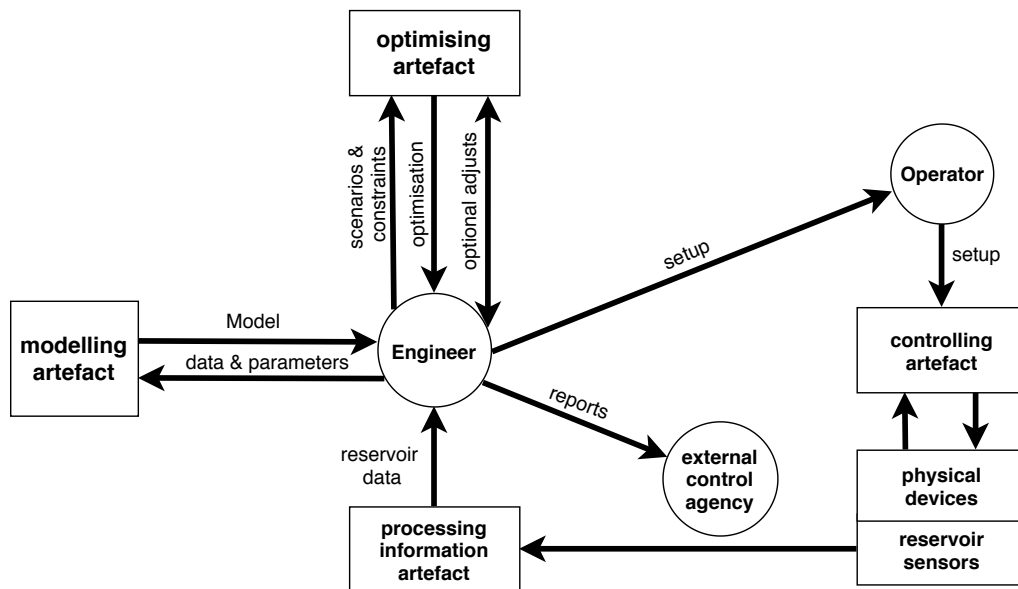 optimising
artefact
scenarios &
constraints
optimisation
optional adjusts
Operator
setup
setup
Model
modelling
artefact
data & parameters
Engineer
controlling
artefact
reports
reservoir
data
external
control
agency
physical
devices
processing
information
artefact
reservoir
sensors